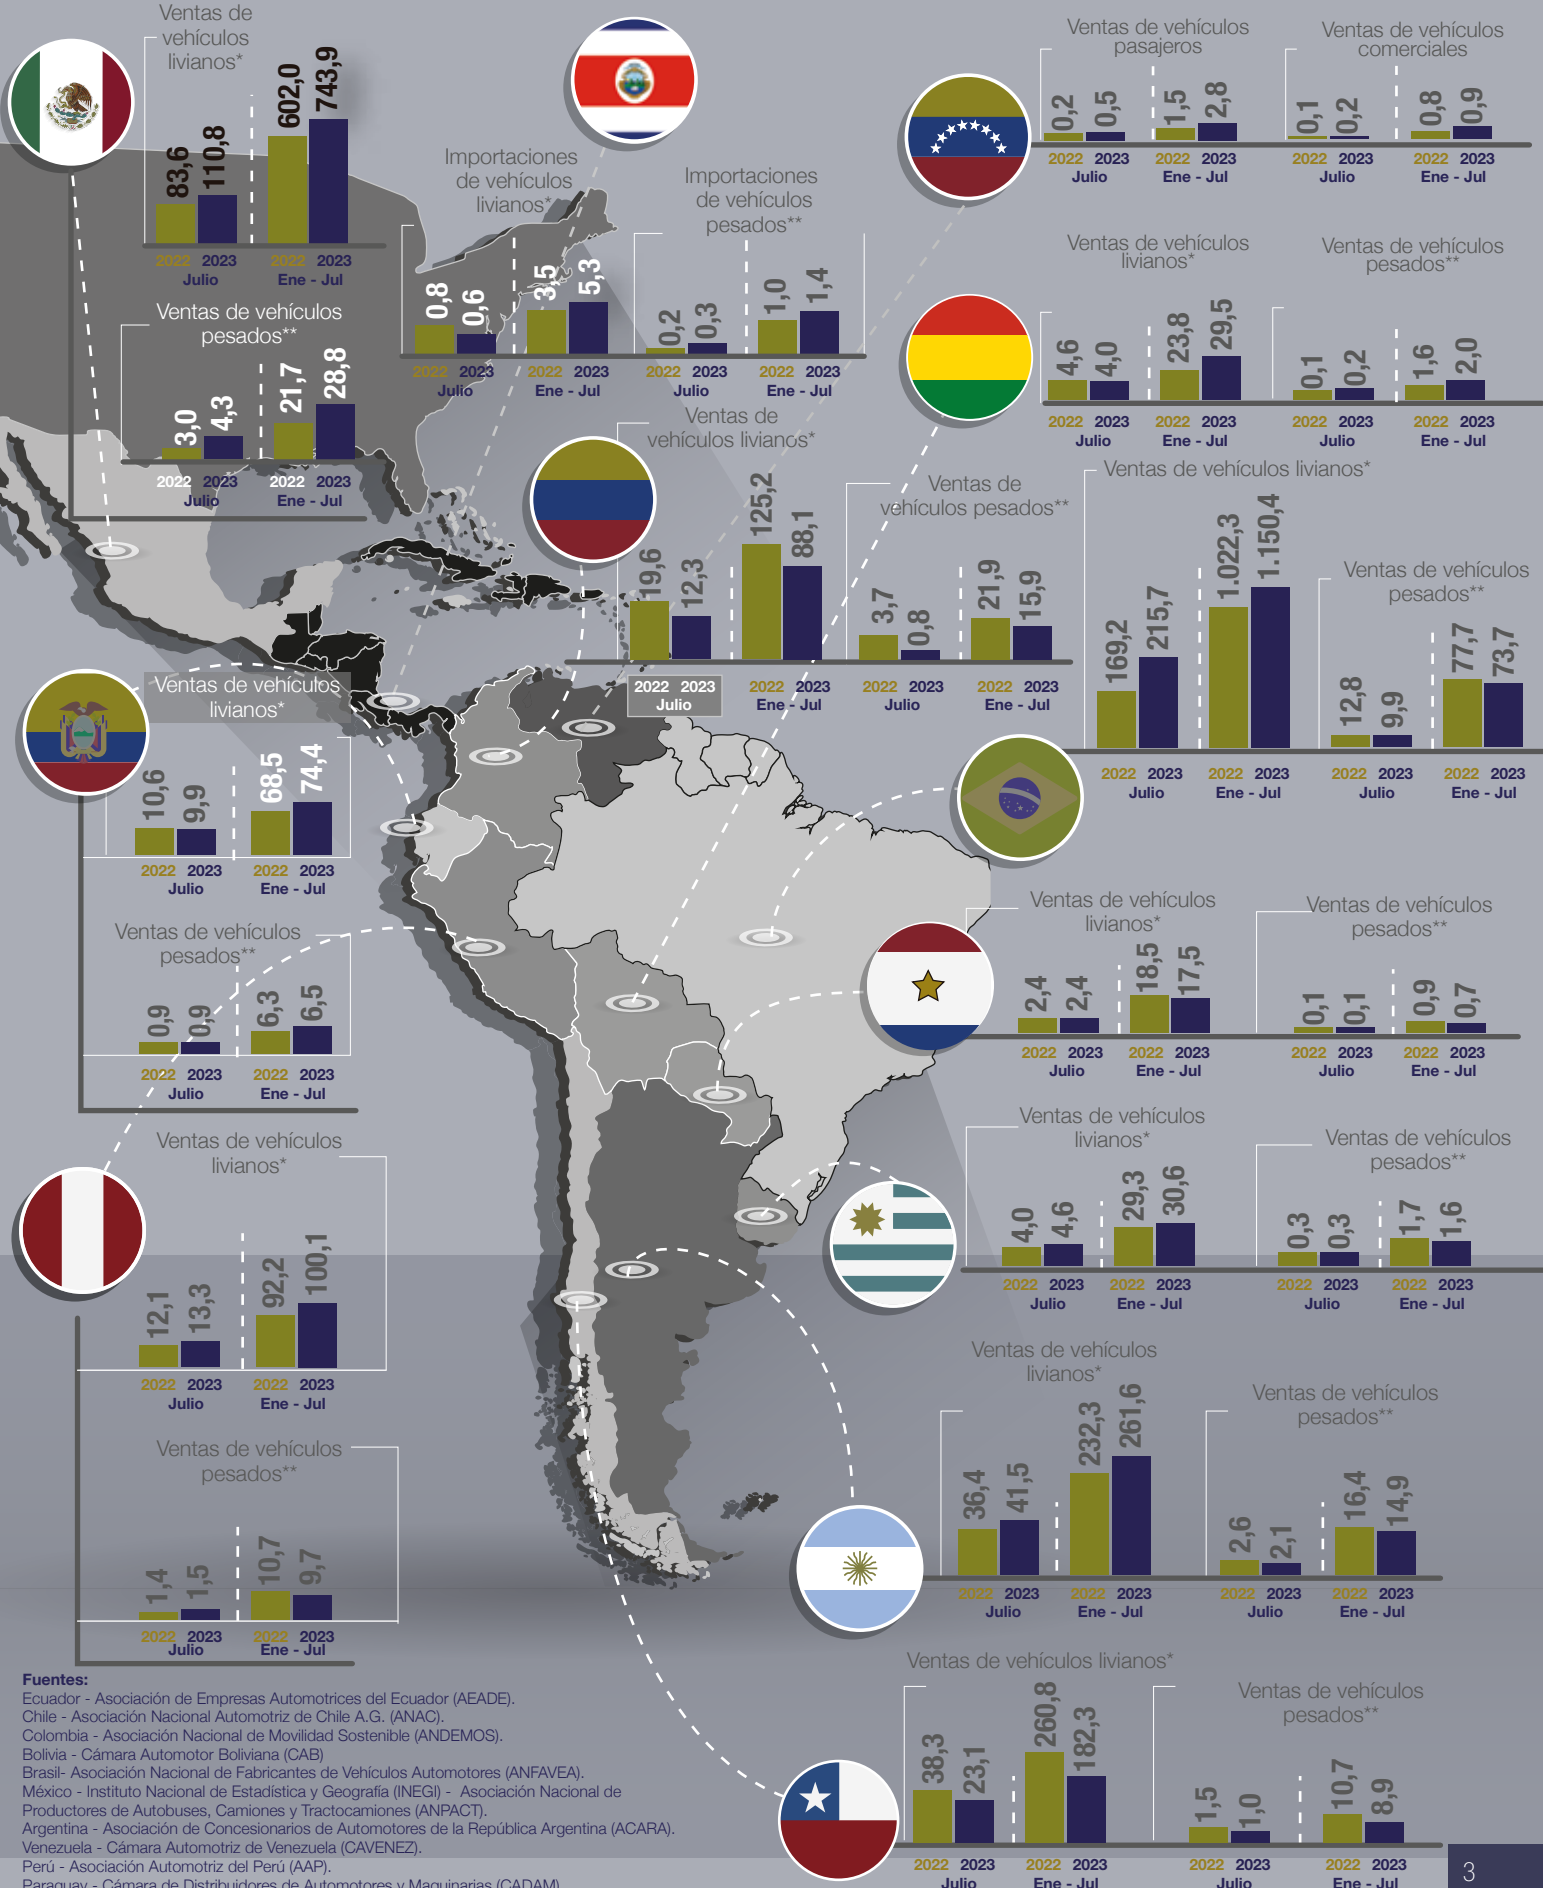 Ventas de
vehículos
livianos*
83,6
110,8
602,0
743,9
2022 2023
Julio
2022 2023
Ene - Jul
Ventas de vehículos
pesados**
3,0
4,3
21,7
28,8
2022 2023
Julio
2022 2023
Ene - Jul
Importaciones
de vehículos
livianos*
0,8
0,6
3,5
5,3
2022 2023
Julio
2022 2023
Ene - Jul
Importaciones
de vehículos
pesados**
0,2
0,3
1,0
1,4
2022 2023
Julio
2022 2023
Ene - Jul
Ventas de vehículos
pasajeros
0,2
0,5
1,5
2,8
2022 2023
Julio
2022 2023
Ene - Jul
Ventas de vehículos
comerciales
0,1
0,2
0,8
0,9
2022 2023
Julio
2022 2023
Ene - Jul
Ventas de vehículos
livianos*
4,6
4,0
23,8
29,5
2022 2023
Julio
2022 2023
Ene - Jul
Ventas de vehículos
pesados**
0,1
0,2
1,6
2,0
2022 2023
Julio
2022 2023
Ene - Jul
Ventas de
vehículos livianos*
19,6
12,3
125,2
88,1
2022 2023
Julio
2022 2023
Ene - Jul
Ventas de
vehículos pesados**
3,7
0,8
21,9
15,9
2022 2023
Julio
2022 2023
Ene - Jul
Ventas de vehículos livianos*
169,2
215,7
1.022,3
1.150,4
2022 2023
Julio
2022 2023
Ene - Jul
Ventas de vehículos
pesados**
12,8
9,9
77,7
73,7
2022 2023
Julio
2022 2023
Ene - Jul
Ventas de vehículos
livianos*
10,6
9,9
68,5
74,4
2022 2023
Julio
2022 2023
Ene - Jul
Ventas de vehículos
pesados**
0,9
0,9
6,3
6,5
2022 2023
Julio
2022 2023
Ene - Jul
Ventas de vehículos
livianos*
2,4
2,4
18,5
17,5
2022 2023
Julio
2022 2023
Ene - Jul
Ventas de vehículos
pesados**
0,1
0,1
0,9
0,7
2022 2023
Julio
2022 2023
Ene - Jul
Ventas de vehículos
livianos*
12,1
13,3
92,2
100,1
2022 2023
Julio
2022 2023
Ene - Jul
Ventas de vehículos
pesados**
1,4
1,5
10,7
9,7
2022 2023
Julio
2022 2023
Ene - Jul
Ventas de vehículos
livianos*
4,0
4,6
29,3
30,6
2022 2023
Julio
2022 2023
Ene - Jul
Ventas de vehículos
pesados**
0,3
0,3
1,7
1,6
2022 2023
Julio
2022 2023
Ene - Jul
Ventas de vehículos
livianos*
36,4
41,5
232,3
261,6
2022 2023
Julio
2022 2023
Ene - Jul
Ventas de vehículos
pesados**
2,6
2,1
16,4
14,9
2022 2023
Julio
2022 2023
Ene - Jul
Ventas de vehículos livianos*
38,3
23,1
260,8
182,3
2022 2023
Julio
2022 2023
Ene - Jul
Ventas de vehículos
pesados**
1,5
1,0
10,7
8,9
2022 2023
Julio
2022 2023
Ene - Jul
Fuentes:
Ecuador - Asociación de Empresas Automotrices del Ecuador (AEADE).
Chile - Asociación Nacional Automotriz de Chile A.G. (ANAC).
Colombia - Asociación Nacional de Movilidad Sostenible (ANDEMOS).
Bolivia - Cámara Automotor Boliviana (CAB)
Brasil- Asociación Nacional de Fabricantes de Vehículos Automotores (ANFAVEA).
México - Instituto Nacional de Estadística y Geografía (INEGI) - Asociación Nacional de
Productores de Autobuses, Camiones y Tractocamiones (ANPACT).
Argentina - Asociación de Concesionarios de Automotores de la República Argentina (ACARA).
Venezuela - Cámara Automotriz de Venezuela (CAVENEZ).
Perú - Asociación Automotriz del Perú (AAP).
Paraguay - Cámara de Distribuidores de Automotores y Maquinarias (CADAM)
3